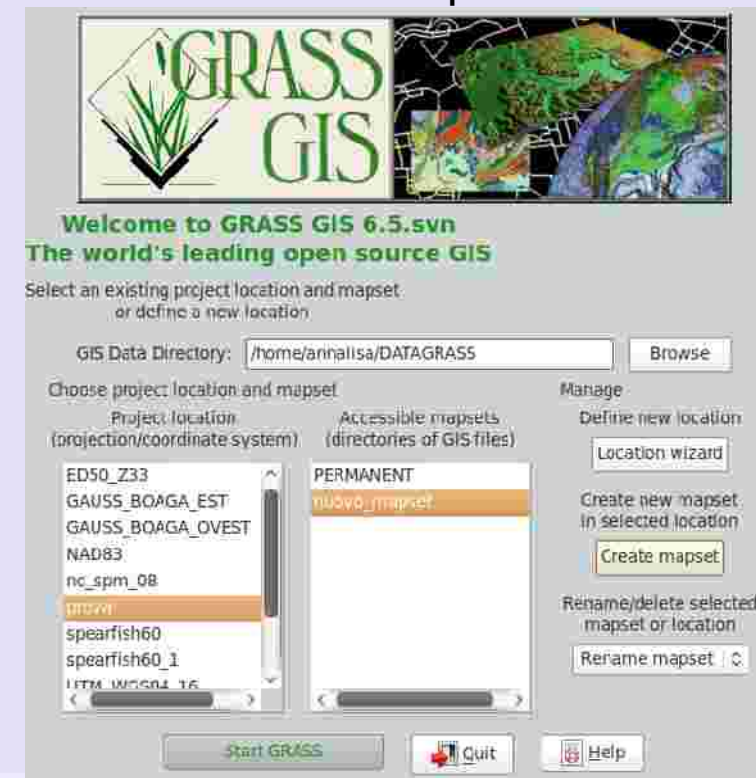 GRASS
GIS
Welcome to GRASS GIS 6.5.svn
The world's leading open source GIS
Select an existing project location and mapset
or define a new location
GIS Data Directory: /home/annalisa/DATAGRASS Browse
Choose project location and mapset
Manage
Project location
(projection/coordinate system)
Accessible mapsets
(directories of GIS files)
Define new location
Location wizard
ED50_Z33
GAUSS_BOAGA_EST
GAUSS_BOAGA_OVEST
NAD83
nc_spm_08
spearfish60
spearfish60_1
UTM_WGS84_16
PERMANENT
nuovo_mapset
Create new mapset
in selected location
Create mapset
Rename/delete selected
mapset or location
Rename mapset
Start GRASS
Quit
Help